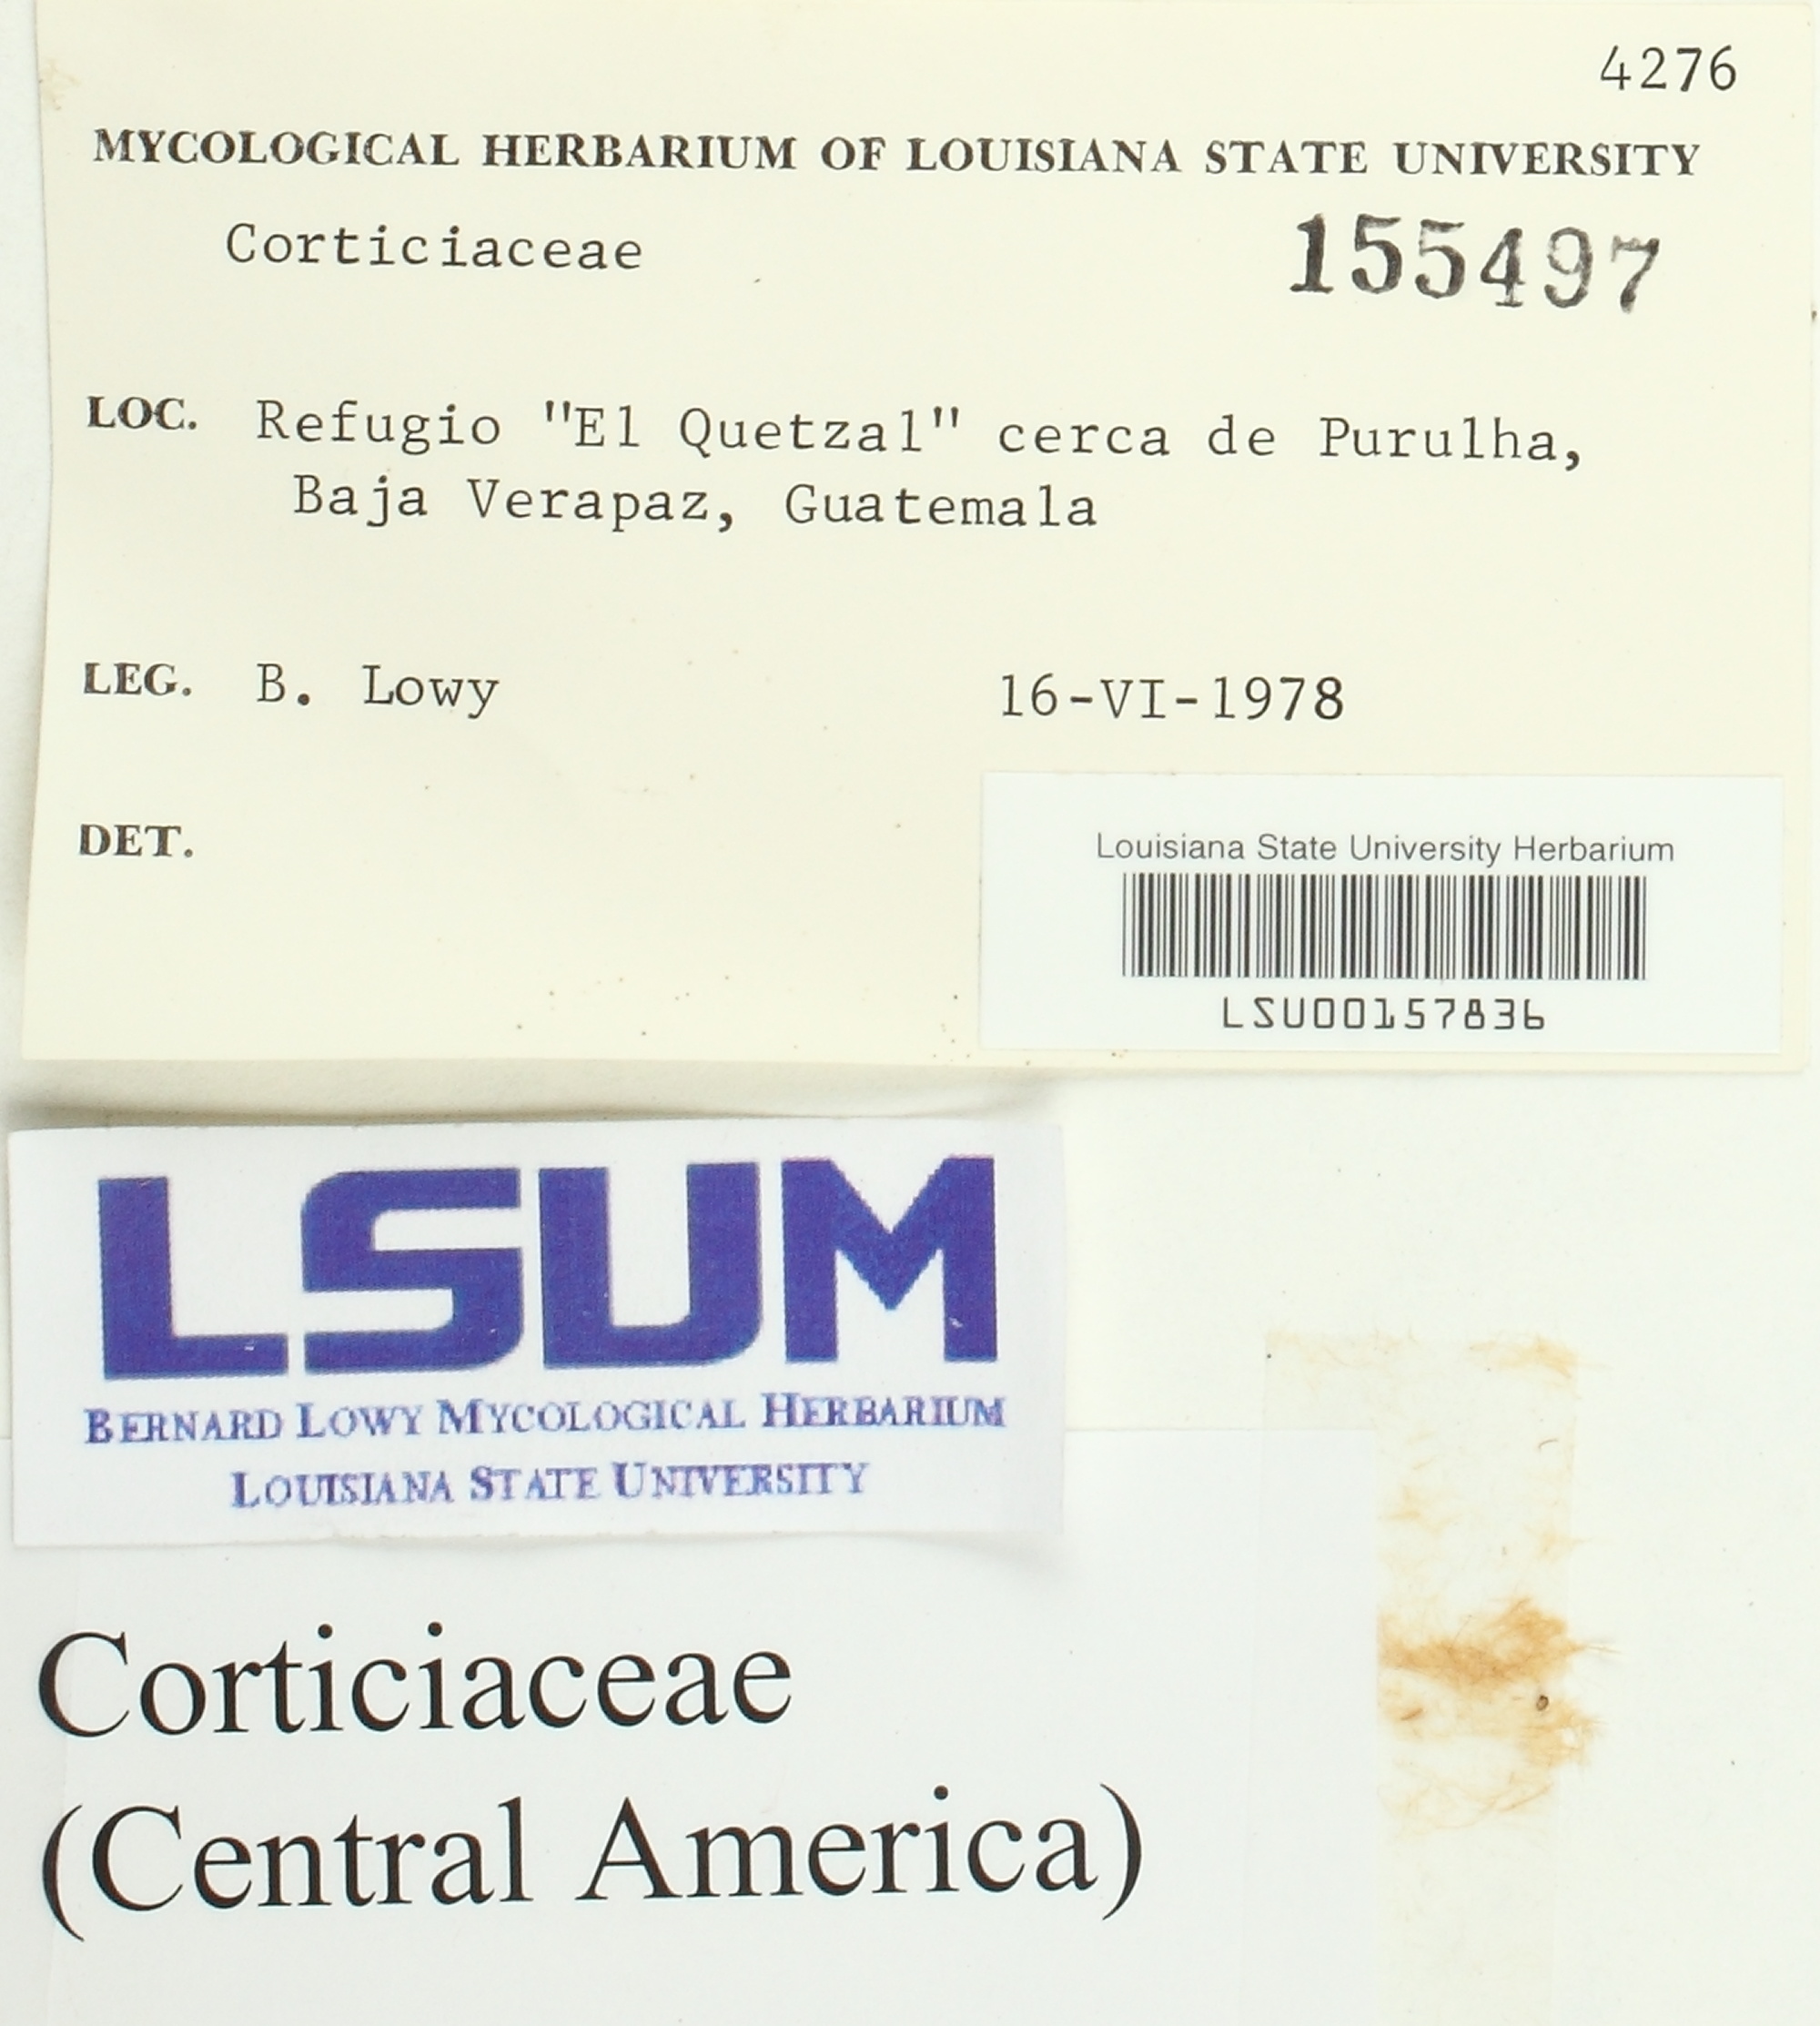 4276
MYCOLOGICAL HERBARIUM OF LOUISIANA STATE UNIVERSITY
Corticiaceae 155497
LOC. Refugio "El Quetzal" cerca de Purulha,
Baja Verapaz, Guatemala
LEG. B. Lowy 16-VI-1978
DET.
Louisiana State University Herbarium
LSU00157836
LSUM
BERNARD LOWY MYCOLOGICAL HERBARIUM
LOUISIANA STATE UNIVERSITY
Corticiaceae
(Central America)